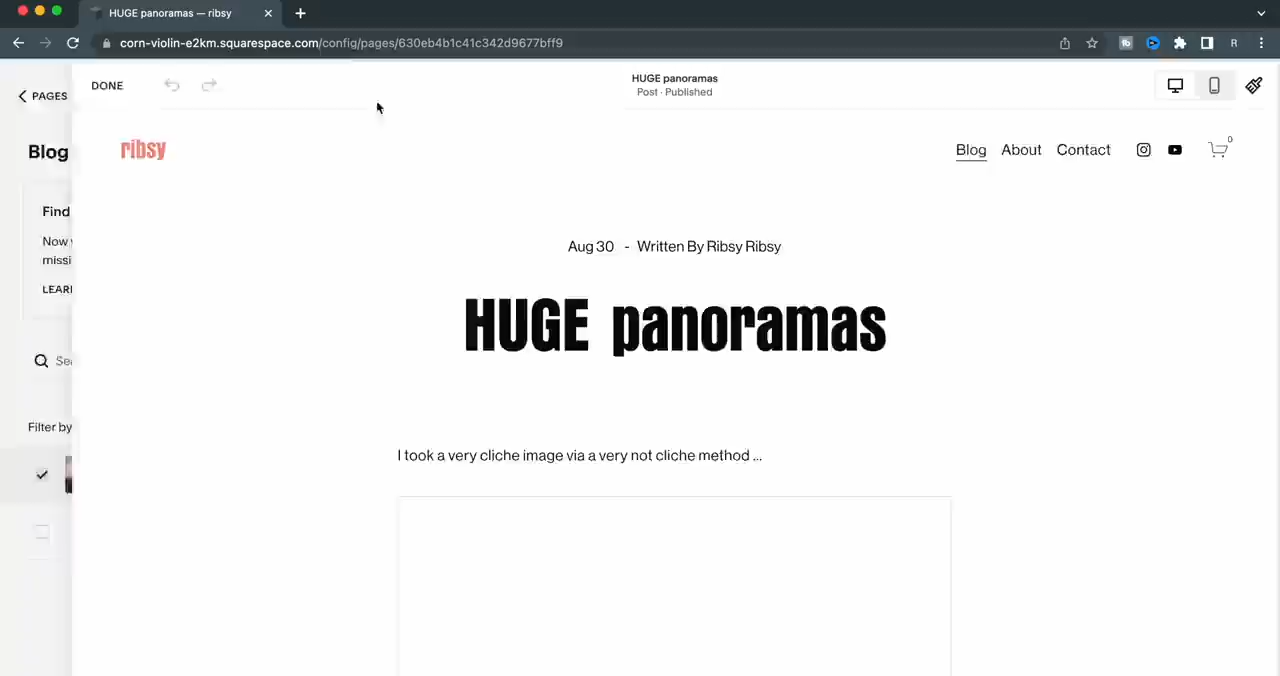 HUGE panoramas — ribsy
corn-violin-e2km.squarespace.com/config/pages/630eb4b1c41c342d9677bff9
R
DONE
HUGE panoramas
Post · Published
PAGES
ribsy
Blog
About
Contact
0
Blog
Find
Now
missi
LEARN
Aug 30 - Written By Ribsy Ribsy
HUGE panoramas
Sea
Filter by
I took a very cliche image via a very not cliche method ...